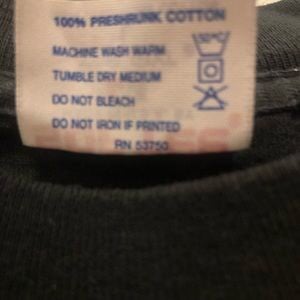 100% PRESHRUNK COTTON
MACHINE WASH WARM
50°C
TUMBLE DRY MEDIUM
DO NOT BLEACH
DO NOT IRON IF PRINTED
RN 53750